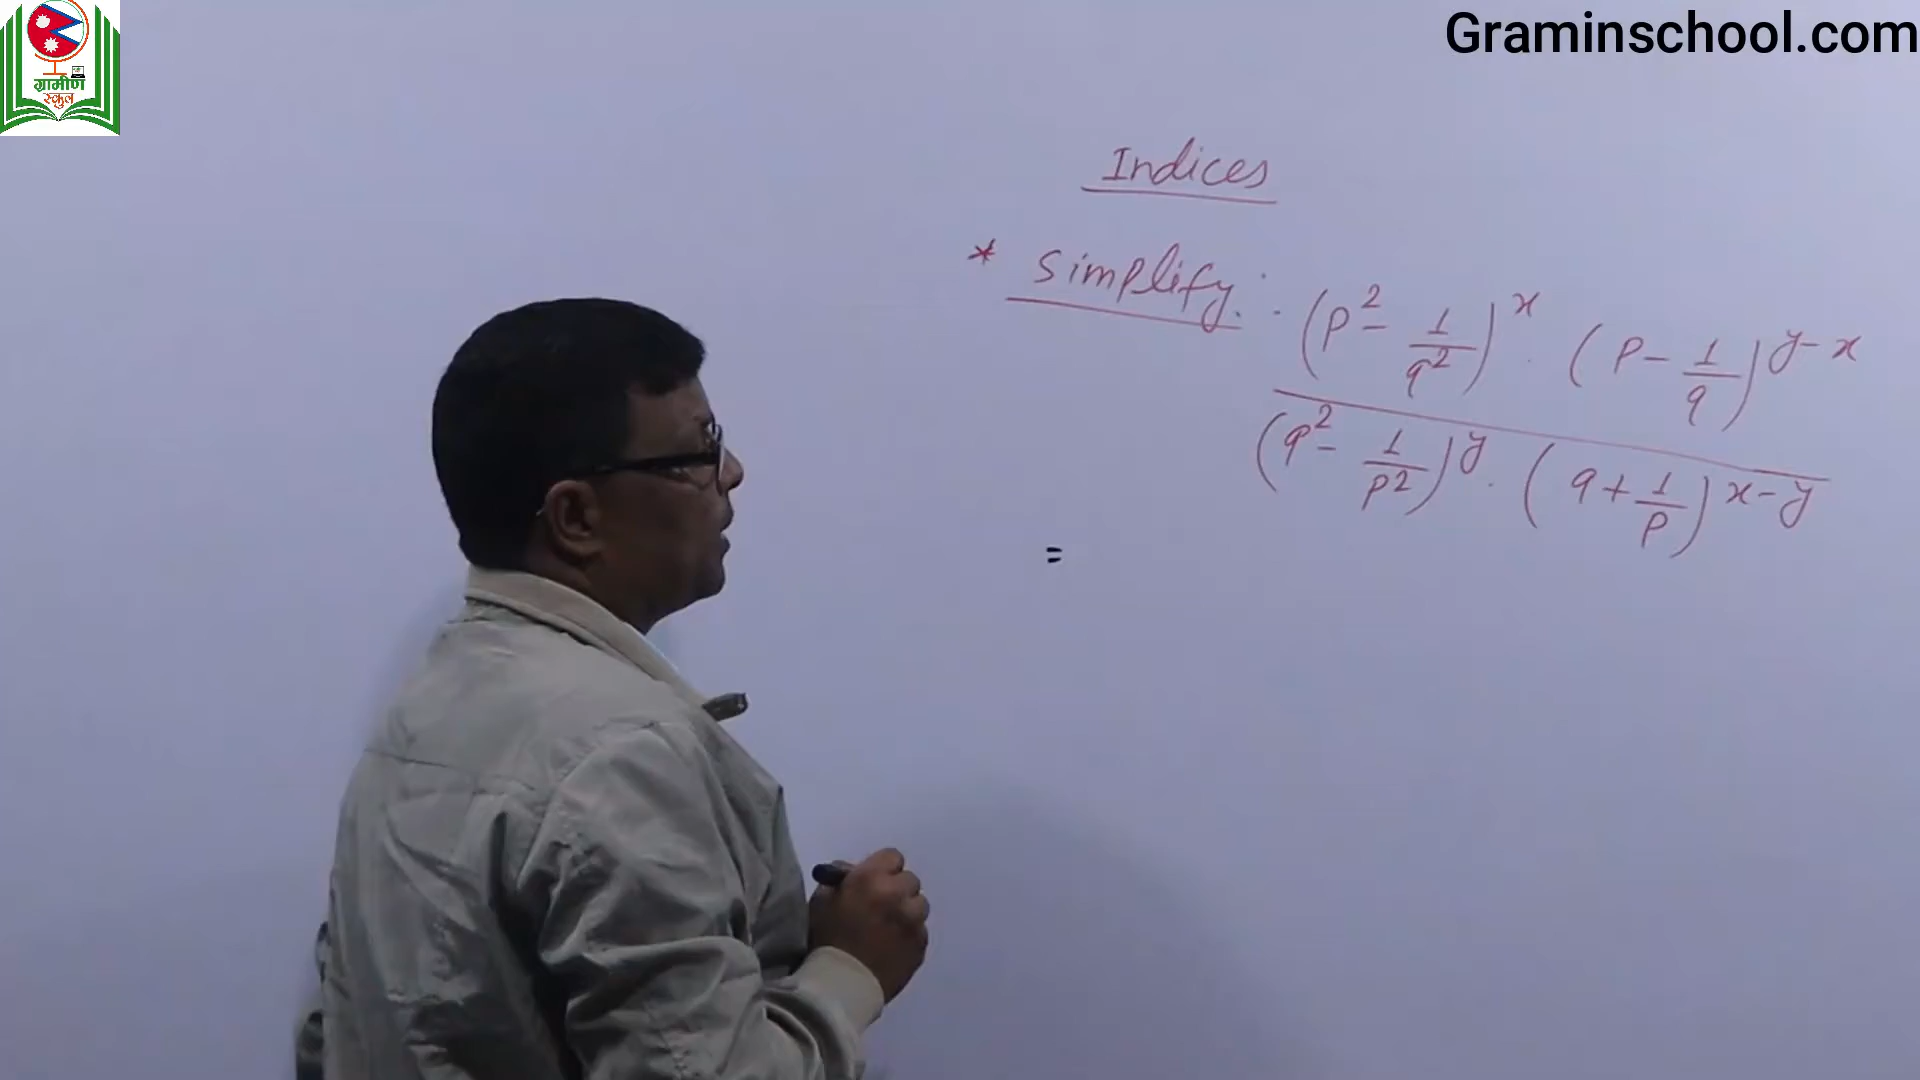 Graminschool.com
ग्रामीण
स्कुल
Indices
* Simplify: (p² - 1/q²)^x . (p - 1/q)^(y-x)
(q² - 1/p²)^y . (q + 1/p)^(x-y)
=